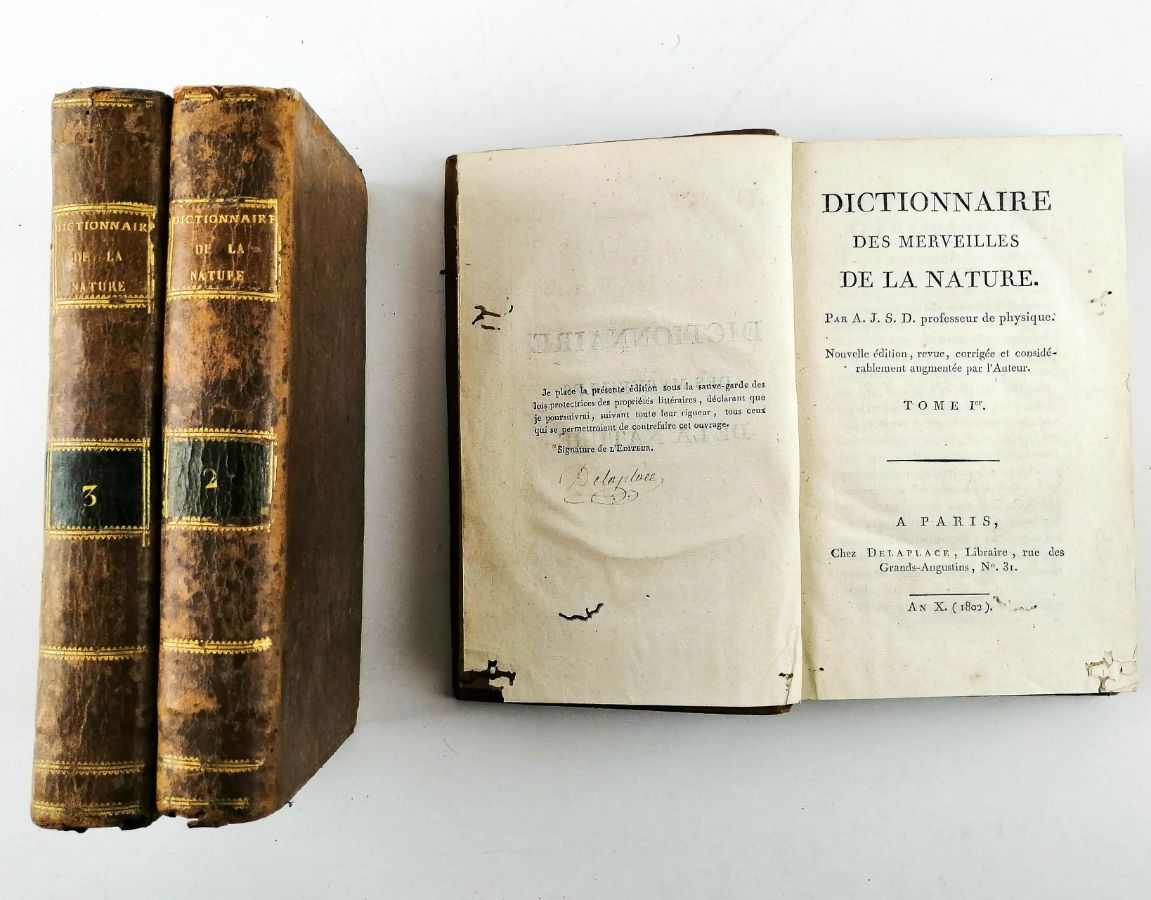 DICTIONNAIR
DE LA
NATURE
3
DICTIONNAIRE
DE LA
NATURE
2
Je place la présente édition sous la sauve-garde des
lois protectrices des propriétés littéraires, déclarant que
je poursuivrai, suivant toute leur rigueur, tous ceux
qui se permettroient de contrefaire cet ouvrage.
Signature de L'EDITEUR.
Delaplace
DICTIONNAIRE
DES MERVEILLES
DE LA NATURE.
PAR A. J. S. D. professeur de physique.
Nouvelle édition, revue, corrigée et considé-
rablement augmentée par l'Auteur.
TOME Ier.
A PARIS,
Chez DELAPLACE, Libraire, rue des
Grands-Augustins, No. 31.
AN X. (1802).